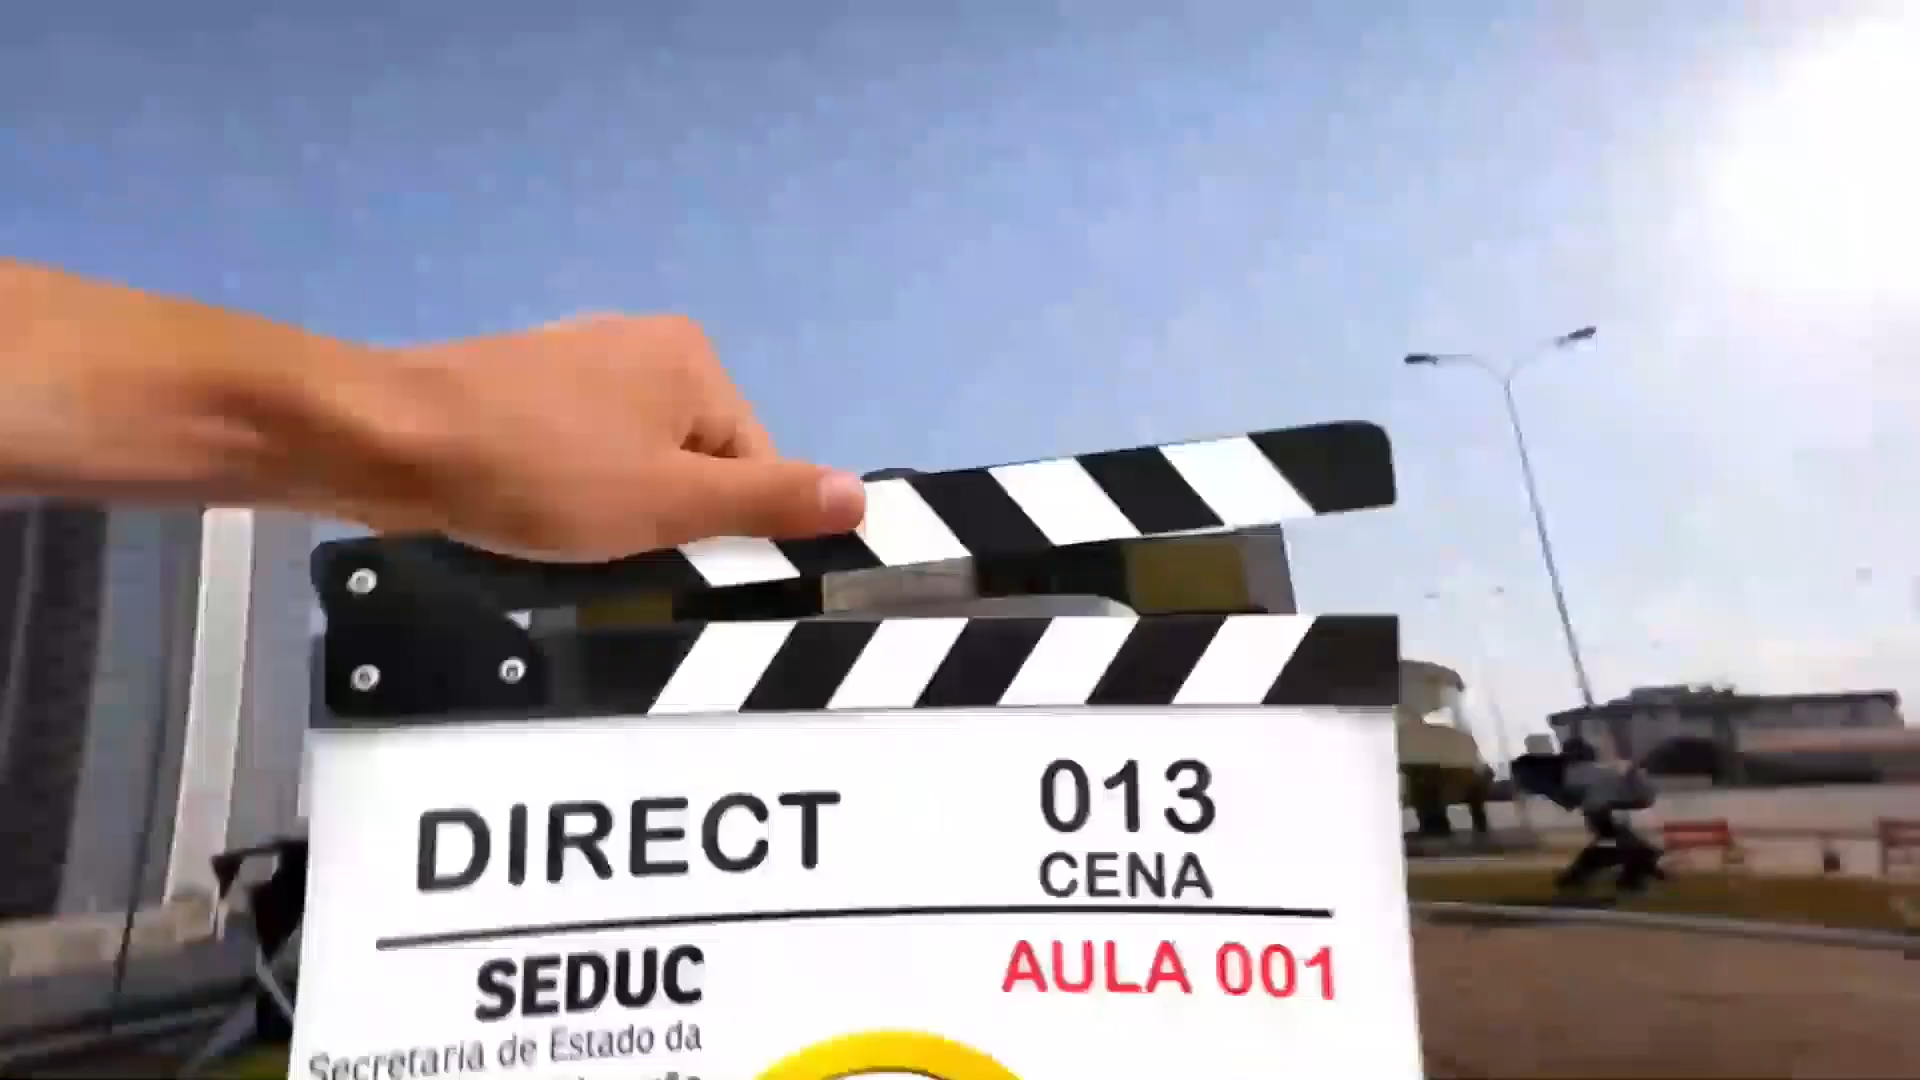 DIRECT
013
CENA
SEDUC
AULA 001
Secretaria de Estado da